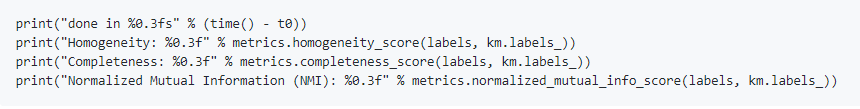 print("done in %0.3fs" % (time() - t0))
print("Homogeneity: %0.3f" % metrics.homogeneity_score(labels, km.labels_))
print("Completeness: %0.3f" % metrics.completeness_score(labels, km.labels_))
print("Normalized Mutual Information (NMI): %0.3f" % metrics.normalized_mutual_info_score(labels, km.labels_))